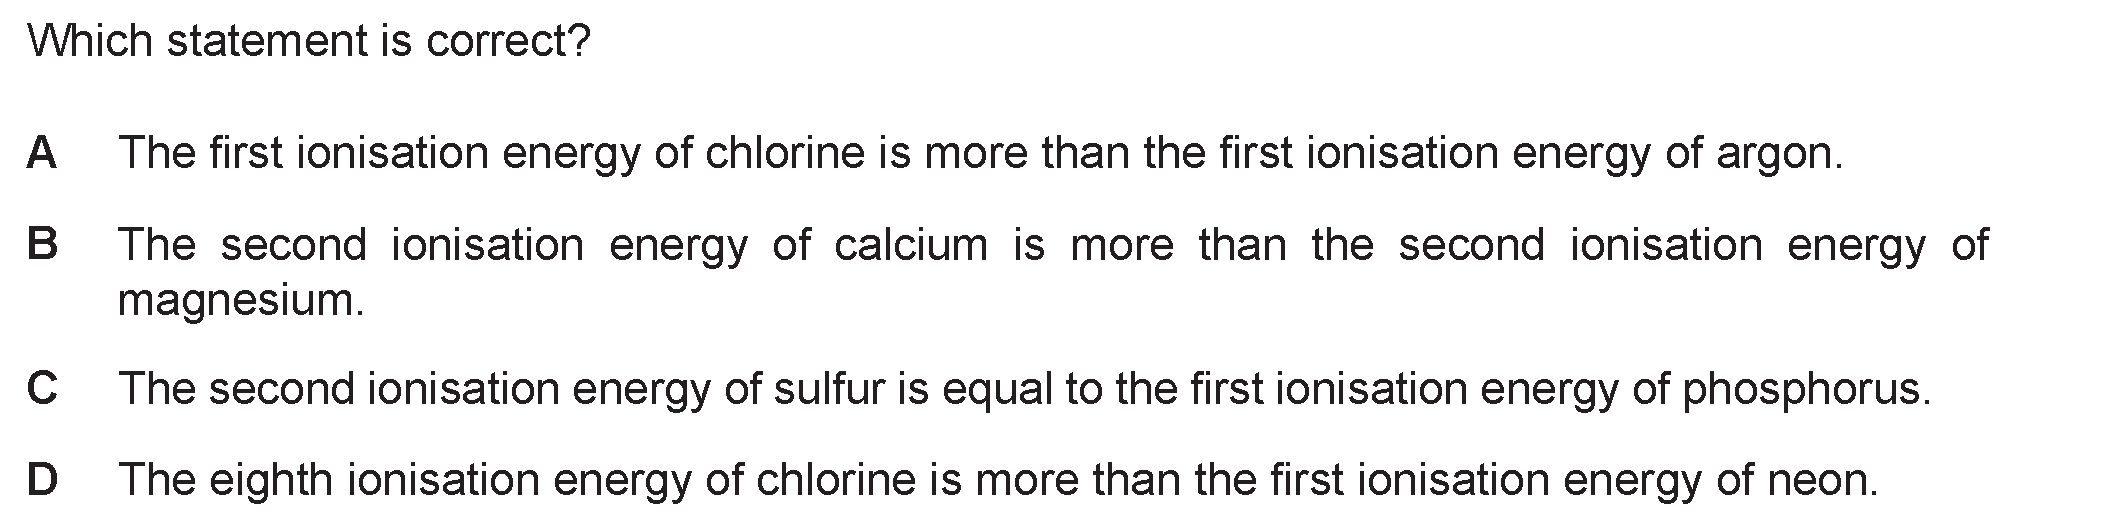 Which statement is correct?
A The first ionisation energy of chlorine is more than the first ionisation energy of argon.
B The second ionisation energy of calcium is more than the second ionisation energy of
magnesium.
C The second ionisation energy of sulfur is equal to the first ionisation energy of phosphorus.
D The eighth ionisation energy of chlorine is more than the first ionisation energy of neon.